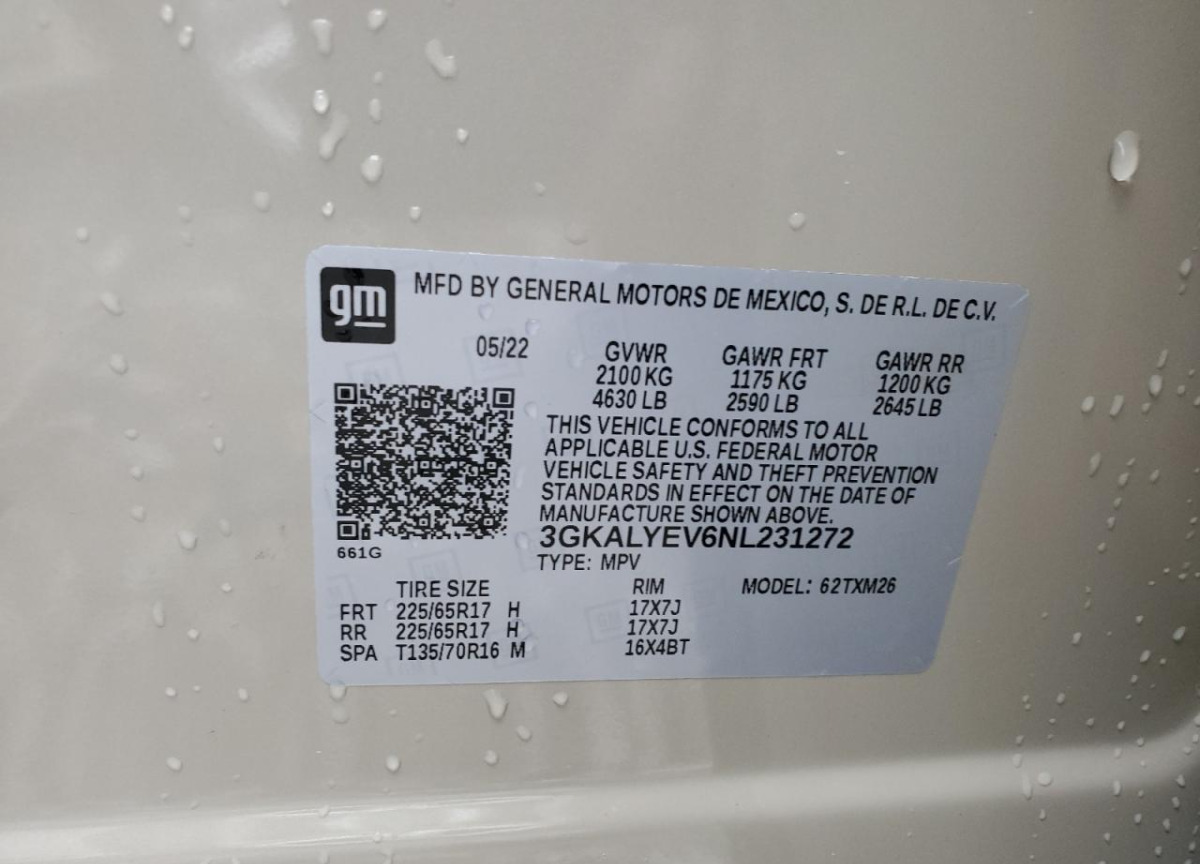 gm
MFD BY GENERAL MOTORS DE MEXICO, S. DE R.L. DE C.V.
05/22
GVWR GAWR FRT GAWR RR
2100 KG 1175 KG 1200 KG
4630 LB 2590 LB 2645 LB
THIS VEHICLE CONFORMS TO ALL
APPLICABLE U.S. FEDERAL MOTOR
VEHICLE SAFETY AND THEFT PREVENTION
STANDARDS IN EFFECT ON THE DATE OF
MANUFACTURE SHOWN ABOVE.
3GKALYEV6NL231272
661G
TYPE: MPV
TIRE SIZE RIM MODEL: 62TXM26
FRT 225/65R17 H 17X7J
RR 225/65R17 H 17X7J
SPA T135/70R16 M 16X4BT